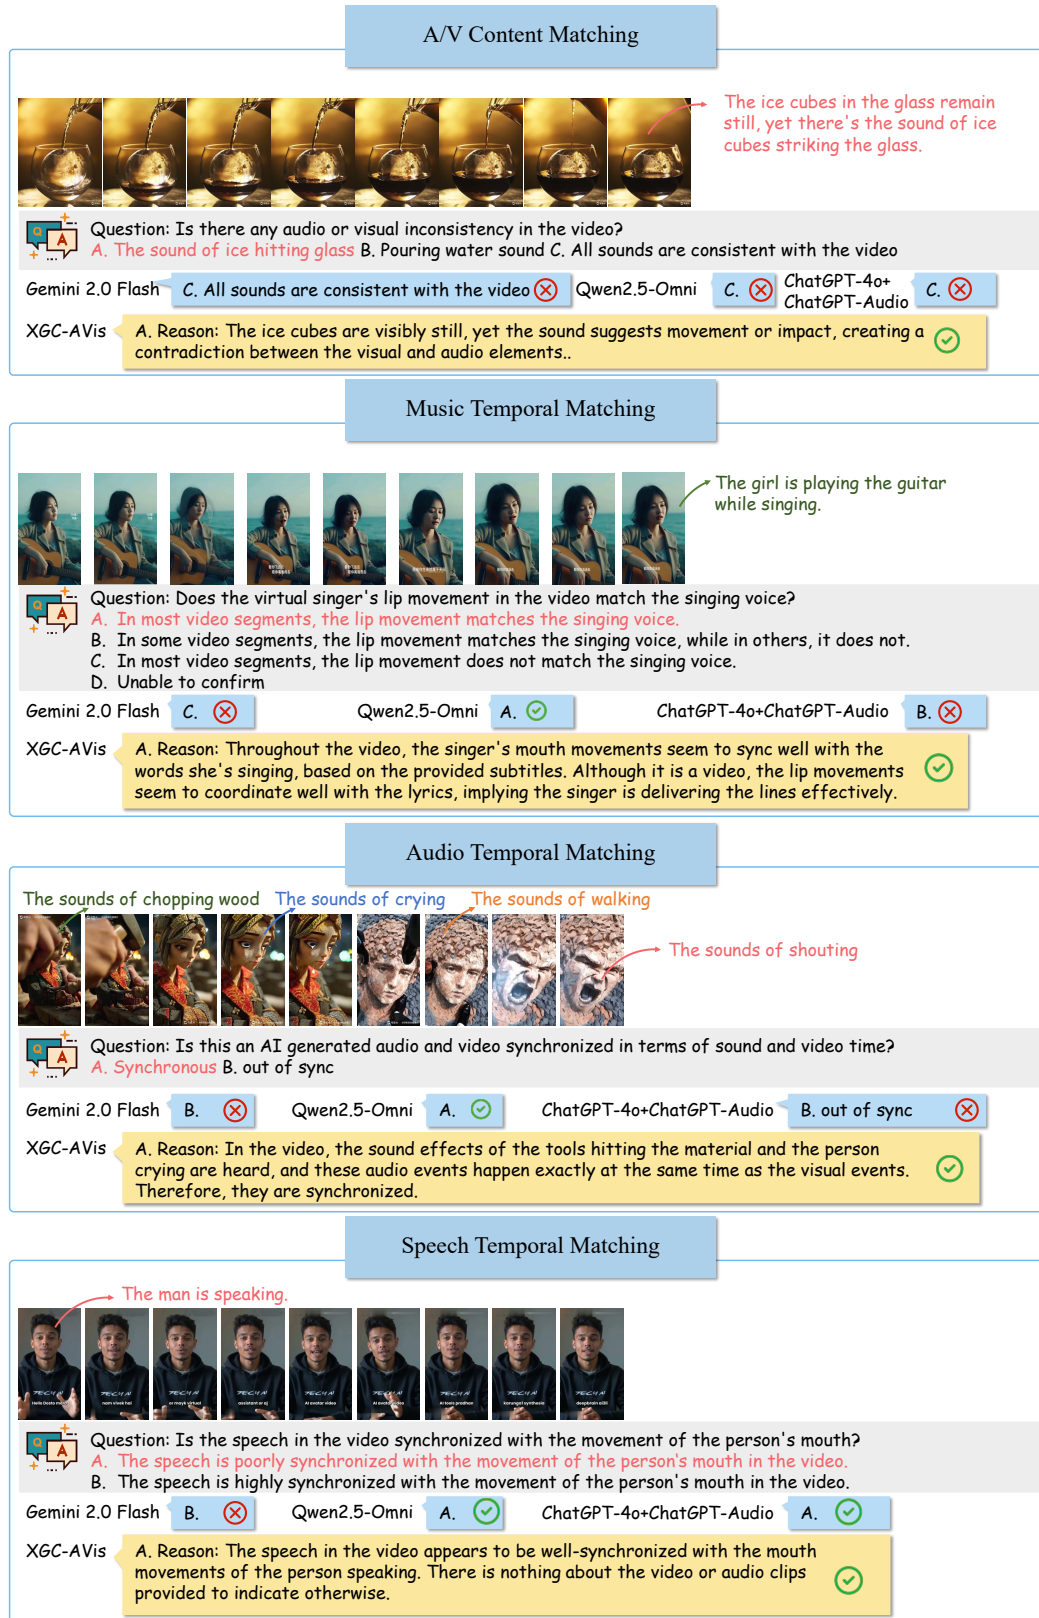 A/V Content Matching
The ice cubes in the glass remain
still, yet there's the sound of ice
cubes striking the glass.
Q
A
Question: Is there any audio or visual inconsistency in the video?
A. The sound of ice hitting glass B. Pouring water sound C. All sounds are consistent with the video
Gemini 2.0 Flash
C. All sounds are consistent with the video
Qwen2.5-Omni
C.
ChatGPT-4o+
ChatGPT-Audio
C.
XGC-AVis
A. Reason: The ice cubes are visibly still, yet the sound suggests movement or impact, creating a
contradiction between the visual and audio elements..
Music Temporal Matching
The girl is playing the guitar
while singing.
Q
A
Question: Does the virtual singer's lip movement in the video match the singing voice?
A. In most video segments, the lip movement matches the singing voice.
B. In some video segments, the lip movement matches the singing voice, while in others, it does not.
C. In most video segments, the lip movement does not match the singing voice.
D. Unable to confirm
Gemini 2.0 Flash
C.
Qwen2.5-Omni
A.
ChatGPT-4o+ChatGPT-Audio
B.
XGC-AVis
A. Reason: Throughout the video, the singer's mouth movements seem to sync well with the
words she's singing, based on the provided subtitles. Although it is a video, the lip movements
seem to coordinate well with the lyrics, implying the singer is delivering the lines effectively.
Audio Temporal Matching
The sounds of chopping wood
The sounds of crying
The sounds of walking
The sounds of shouting
Q
A
Question: Is this an AI generated audio and video synchronized in terms of sound and video time?
A. Synchronous B. out of sync
Gemini 2.0 Flash
B.
Qwen2.5-Omni
A.
ChatGPT-4o+ChatGPT-Audio
B. out of sync
XGC-AVis
A. Reason: In the video, the sound effects of the tools hitting the material and the person
crying are heard, and these audio events happen exactly at the same time as the visual events.
Therefore, they are synchronized.
Speech Temporal Matching
The man is speaking.
nam vivek hai
or mayk virtual
assistant or aj
AI avatar video
AI tools pradhan
karungai synthesia
Q
A
Question: Is the speech in the video synchronized with the movement of the person's mouth?
A. The speech is poorly synchronized with the movement of the person's mouth in the video.
B. The speech is highly synchronized with the movement of the person's mouth in the video.
Gemini 2.0 Flash
B.
Qwen2.5-Omni
A.
ChatGPT-4o+ChatGPT-Audio
A.
XGC-AVis
A. Reason: The speech in the video appears to be well-synchronized with the mouth
movements of the person speaking. There is nothing about the video or audio clips
provided to indicate otherwise.